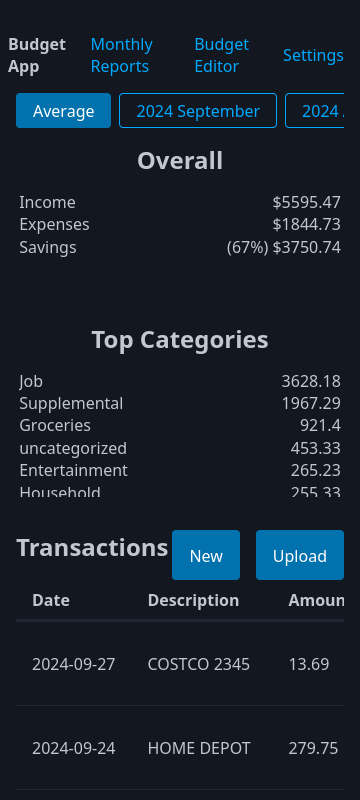 Budget App Monthly Reports Budget Editor Settings
Average 2024 September 2024
Overall
Income $5595.47
Expenses $1844.73
Savings (67%) $3750.74
Top Categories
Job 3628.18
Supplemental 1967.29
Groceries 921.4
uncategorized 453.33
Entertainment 265.23
Household 255.33
Transactions New Upload
Date Description Amoun
2024-09-27 COSTCO 2345 13.69
2024-09-24 HOME DEPOT 279.75